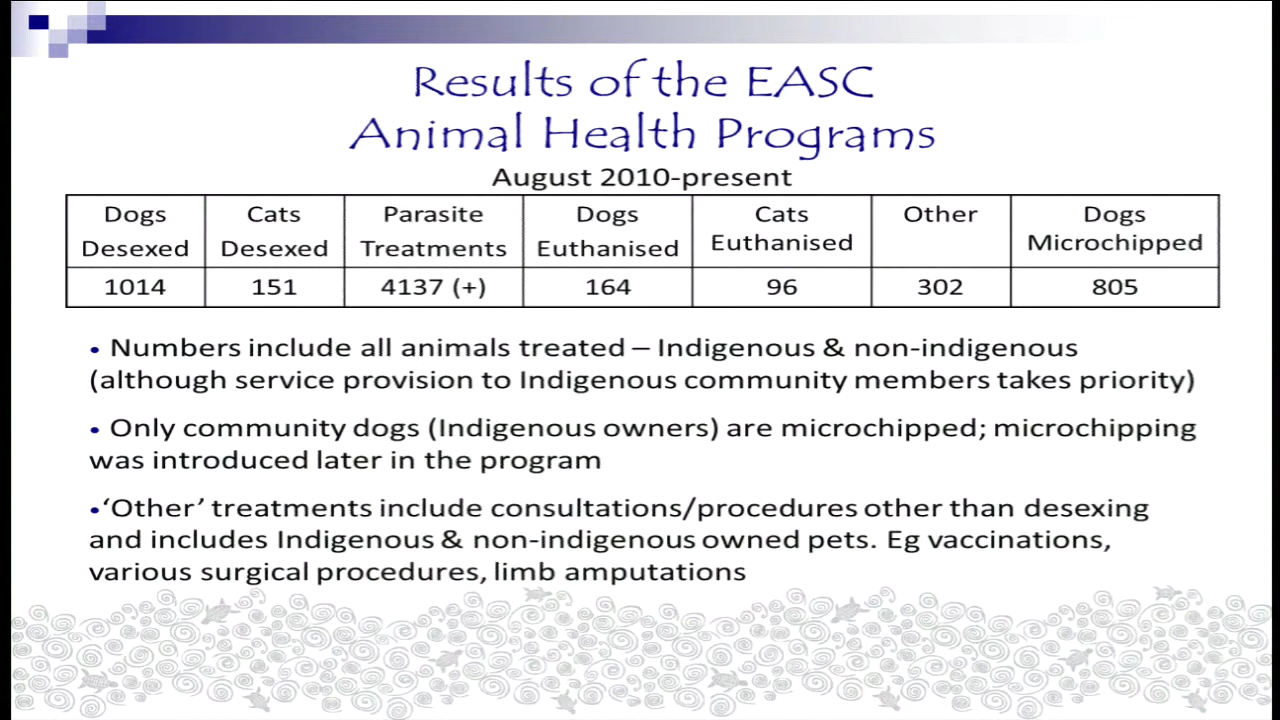 Results of the EASC
Animal Health Programs
August 2010-present
Dogs Desexed | Cats Desexed | Parasite Treatments | Dogs Euthanised | Cats Euthanised | Other | Dogs Microchipped
1014 | 151 | 4137 (+) | 164 | 96 | 302 | 805
• Numbers include all animals treated – Indigenous & non-indigenous
(although service provision to Indigenous community members takes priority)
• Only community dogs (Indigenous owners) are microchipped; microchipping
was introduced later in the program
•‘Other’ treatments include consultations/procedures other than desexing
and includes Indigenous & non-indigenous owned pets. Eg vaccinations,
various surgical procedures, limb amputations